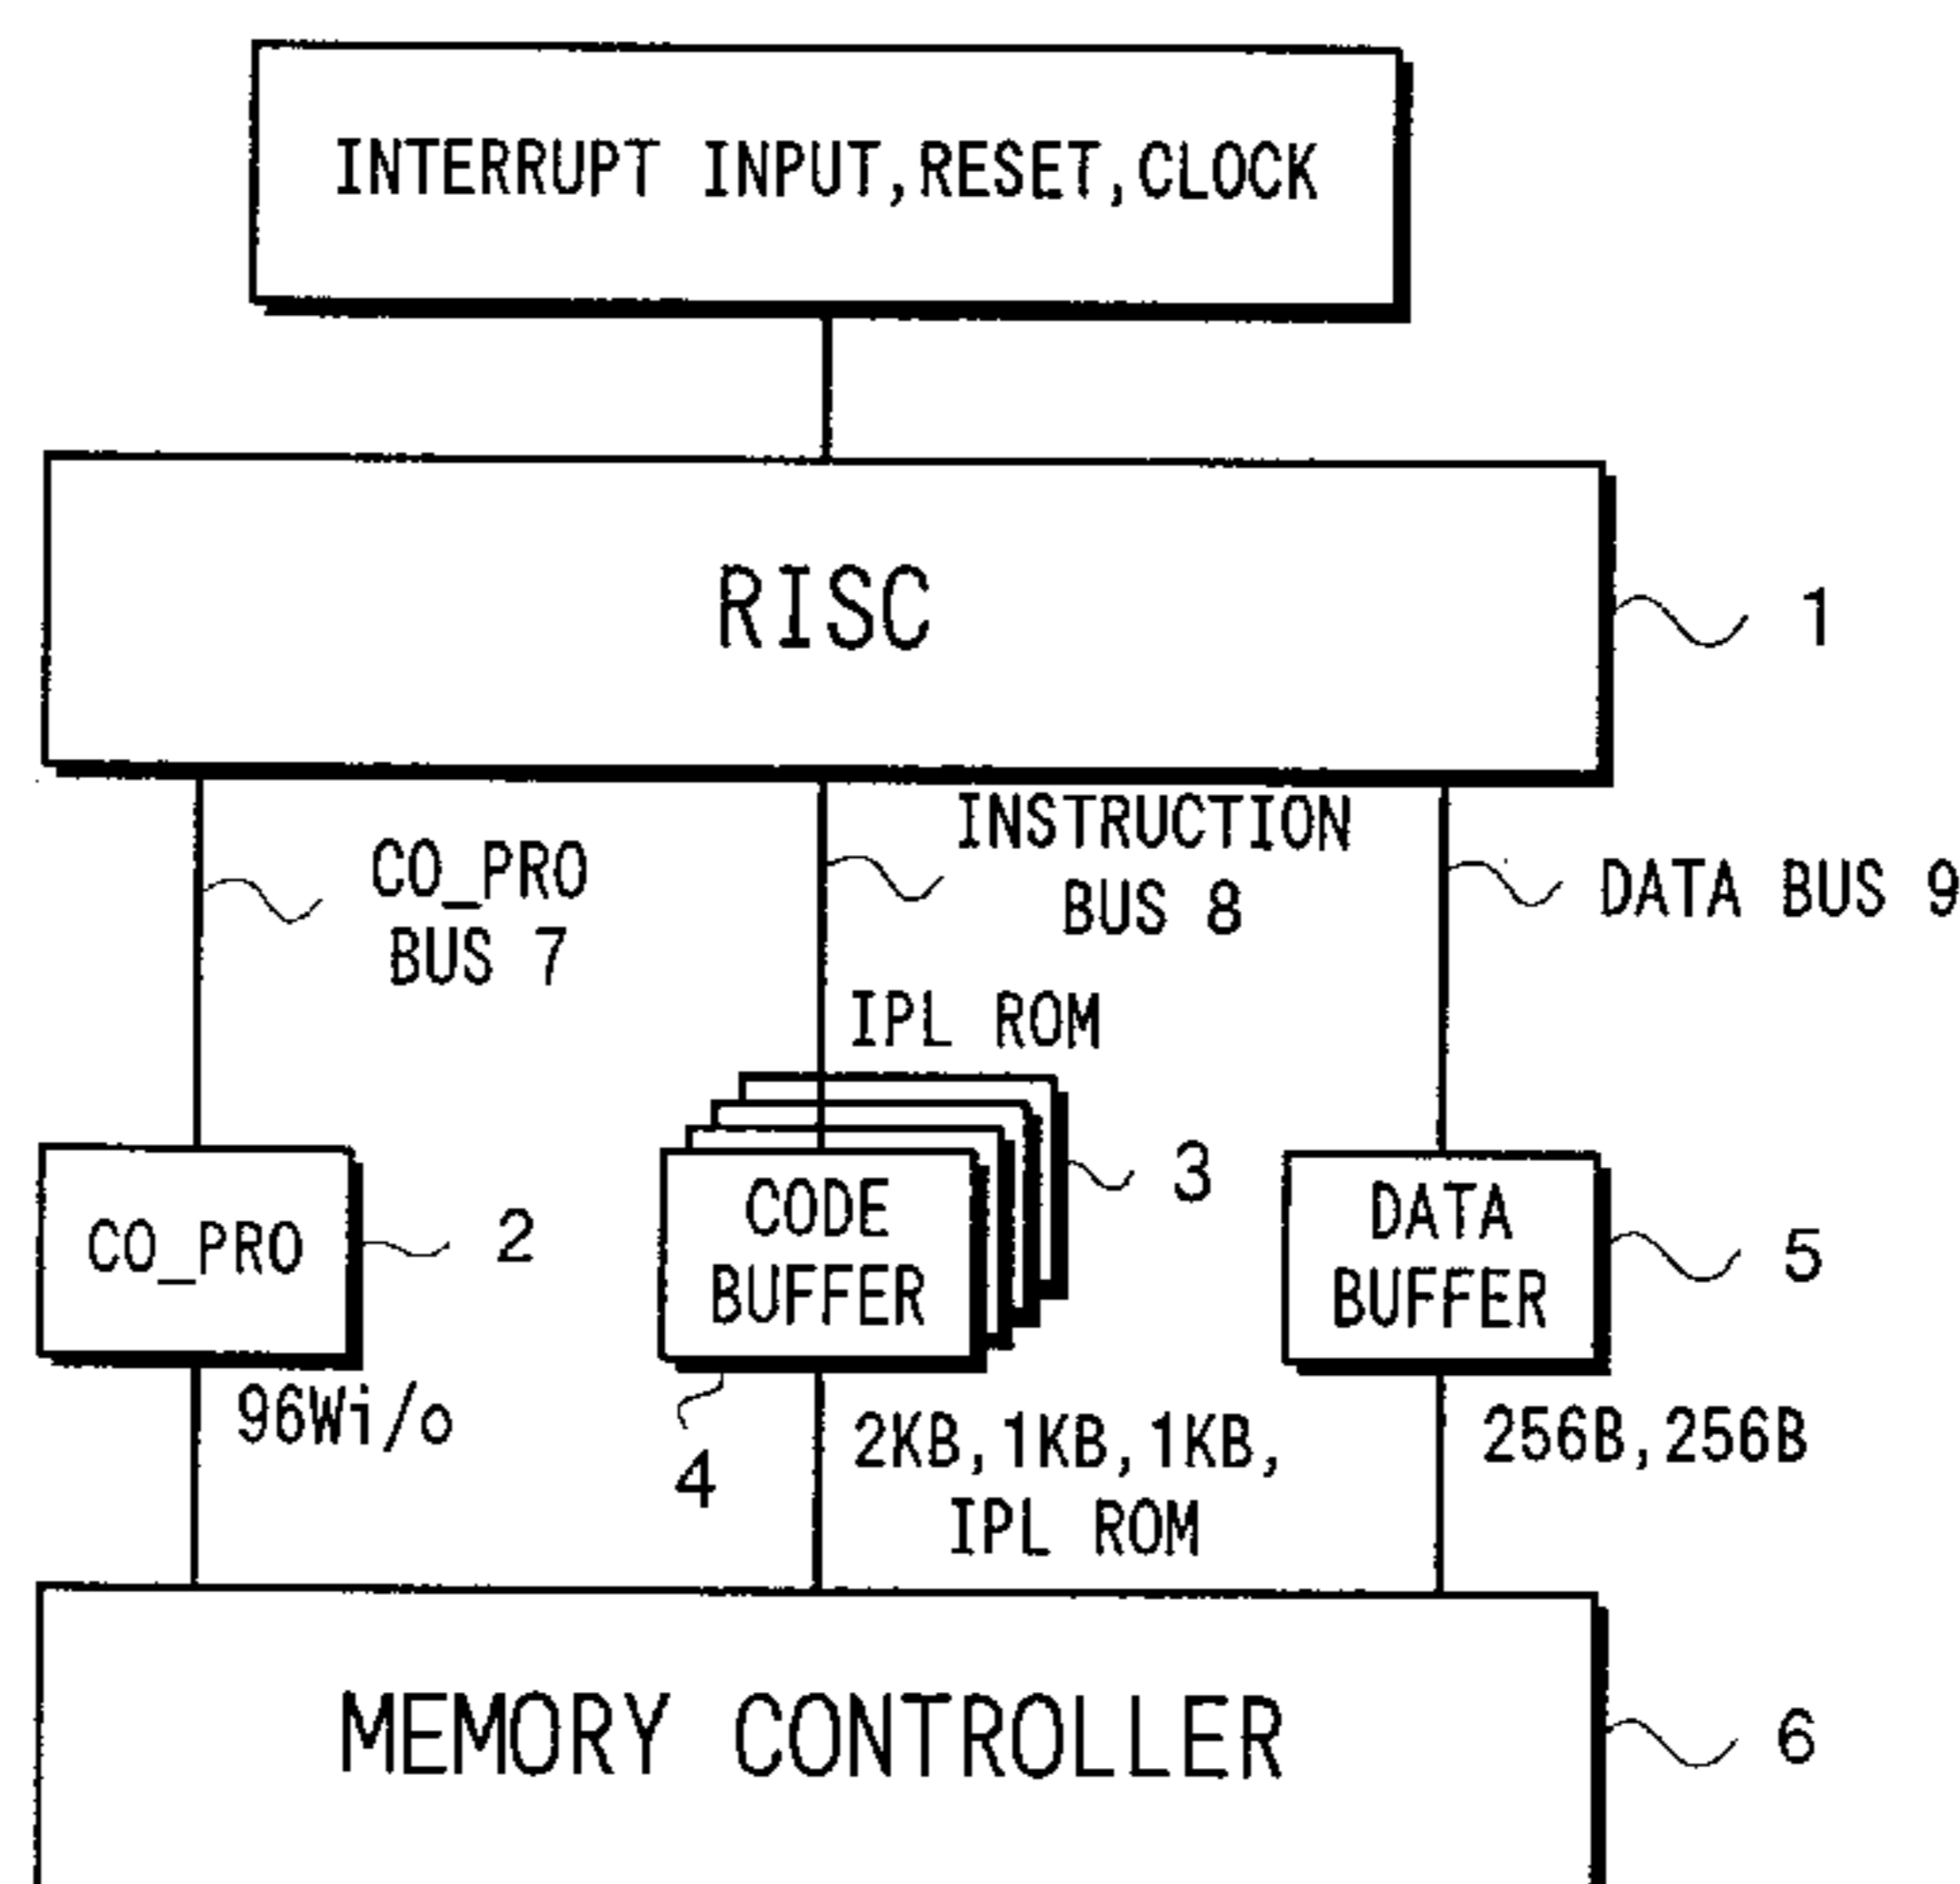 INTERRUPT INPUT,RESET,CLOCK
RISC
1
CO_PRO
BUS 7
INSTRUCTION
BUS 8
DATA BUS 9
IPL ROM
CO_PRO
2
CODE
BUFFER
3
4
DATA
BUFFER
5
96Wi/o
2KB,1KB,1KB,
IPL ROM
256B,256B
MEMORY CONTROLLER
6